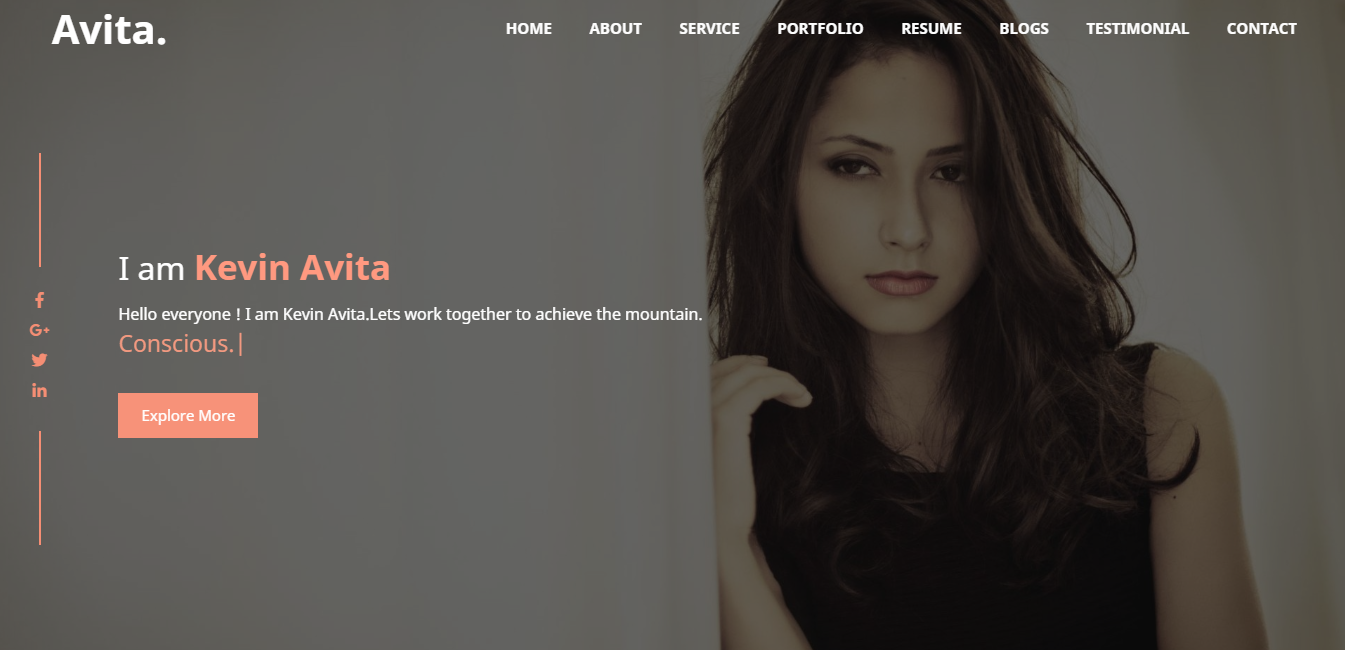 Avita.
HOME ABOUT SERVICE PORTFOLIO RESUME BLOGS TESTIMONIAL CONTACT
I am Kevin Avita
Hello everyone ! I am Kevin Avita.Lets work together to achieve the mountain.
Conscious.|
Explore More